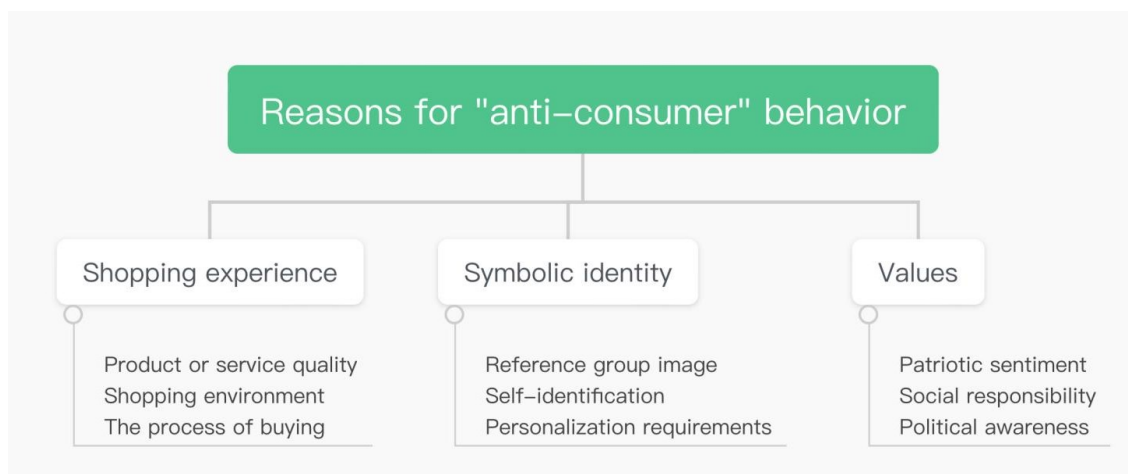 Reasons for "anti-consumer" behavior
Shopping experience
Product or service quality
Shopping environment
The process of buying
Symbolic identity
Reference group image
Self-identification
Personalization requirements
Values
Patriotic sentiment
Social responsibility
Political awareness